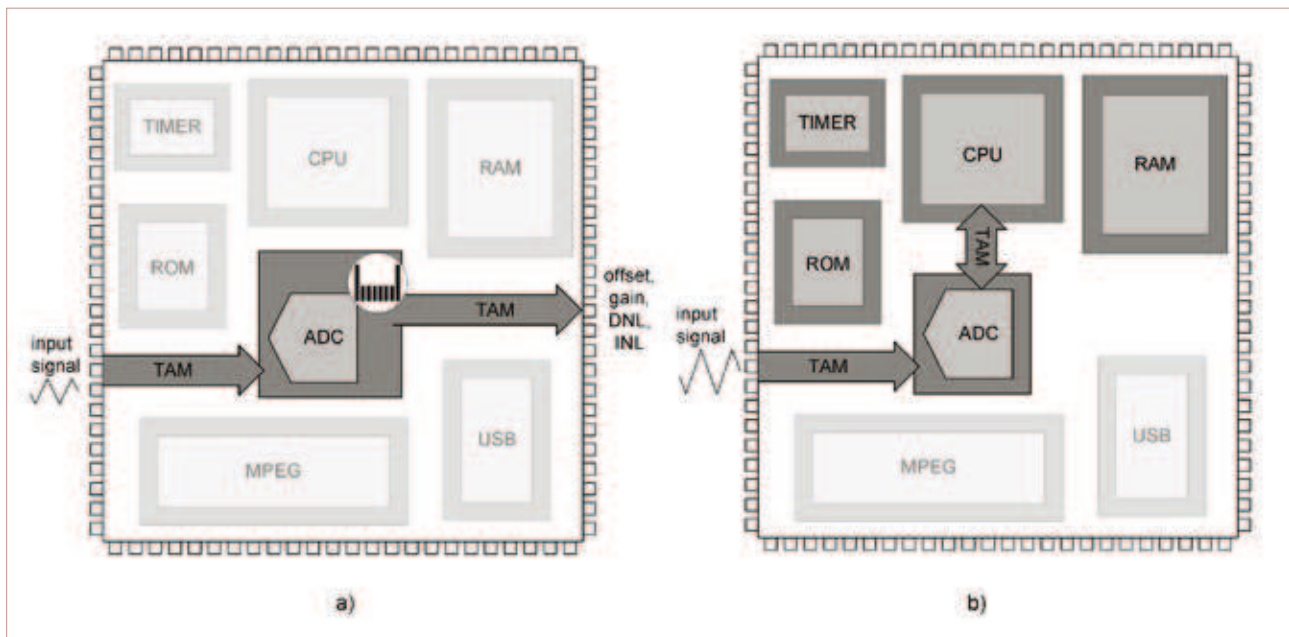 TIMER
CPU
RAM
ROM
offset,
gain,
DNL,
INL
TAM
ADC
input
signal
TAM
USB
MPEG
a)
TIMER
CPU
RAM
ROM
TAM
input
signal
ADC
TAM
USB
MPEG
b)